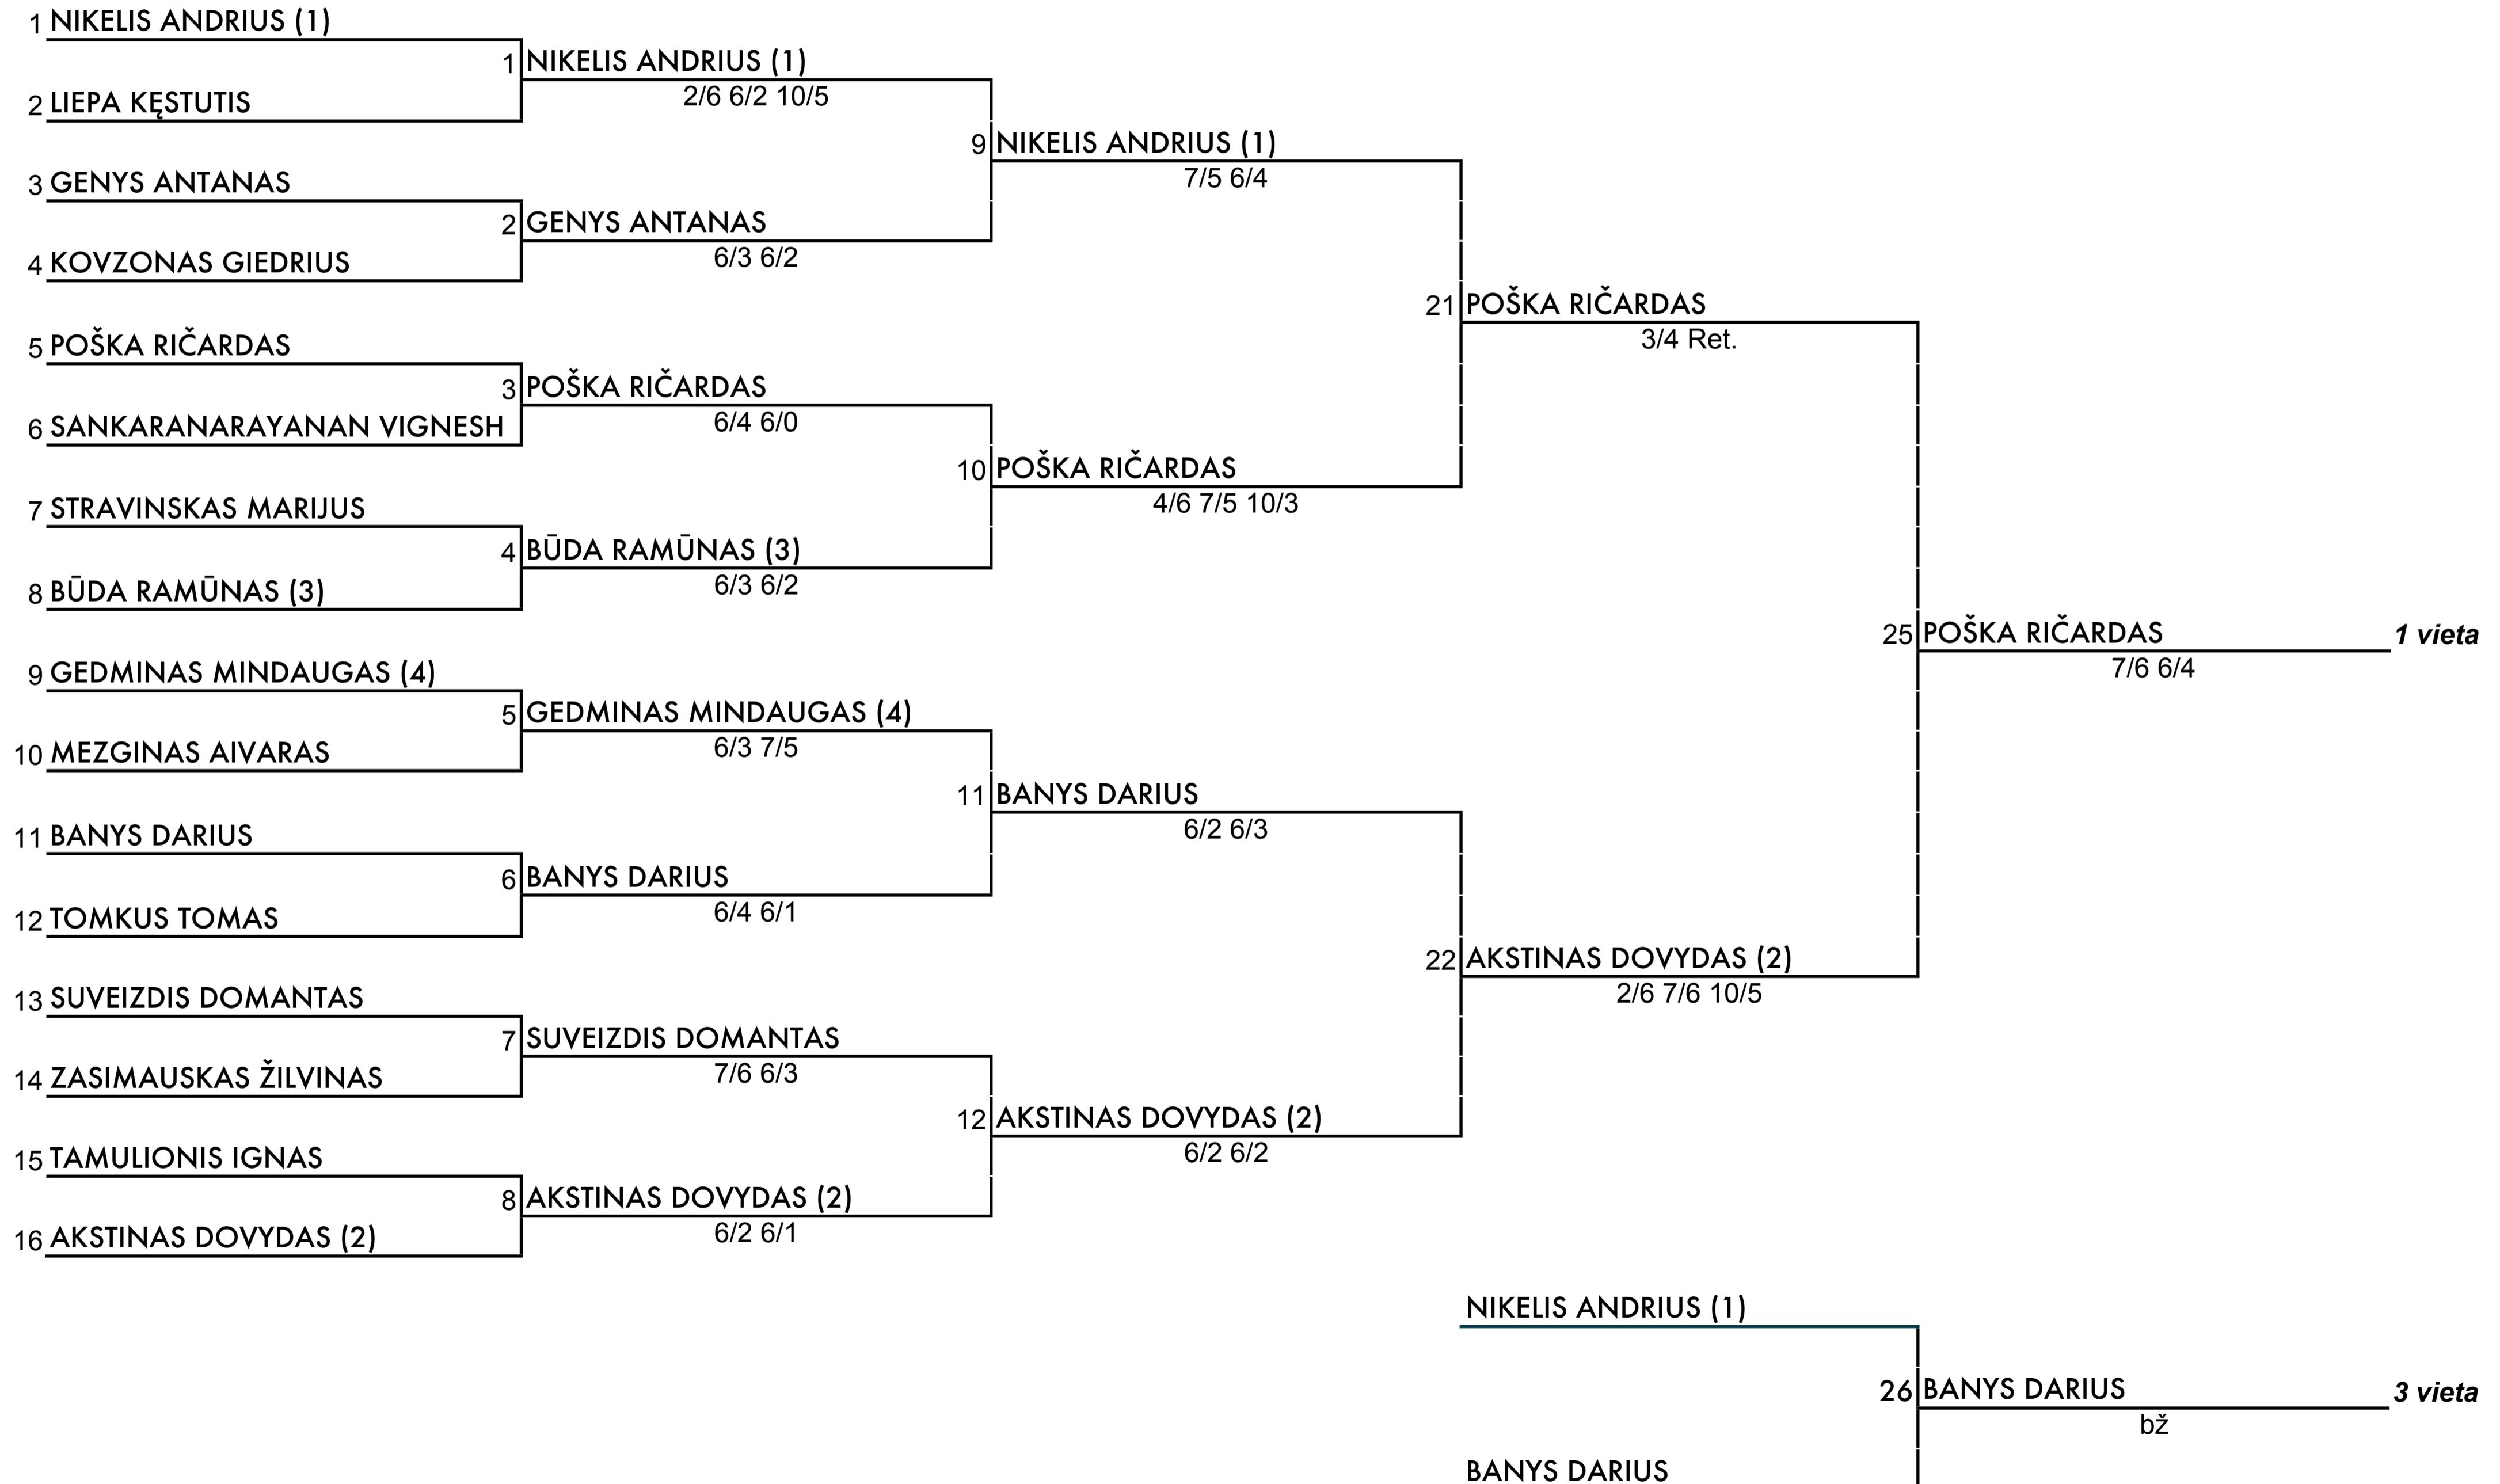 1 NIKELIS ANDRIUS (1)
1 NIKELIS ANDRIUS (1)
2/6 6/2 10/5
2 LIEPA KĘSTUTIS
9 NIKELIS ANDRIUS (1)
7/5 6/4
3 GENYS ANTANAS
2 GENYS ANTANAS
6/3 6/2
4 KOVZONAS GIEDRIUS
21 POŠKA RIČARDAS
3/4 Ret.
5 POŠKA RIČARDAS
3 POŠKA RIČARDAS
6/4 6/0
6 SANKARANARAYANAN VIGNESH
10 POŠKA RIČARDAS
4/6 7/5 10/3
7 STRAVINSKAS MARIJUS
4 BŪDA RAMŪNAS (3)
6/3 6/2
8 BŪDA RAMŪNAS (3)
25 POŠKA RIČARDAS 1 vieta
7/6 6/4
9 GEDMINAS MINDAUGAS (4)
5 GEDMINAS MINDAUGAS (4)
6/3 7/5
10 MEZGINAS AIVARAS
11 BANYS DARIUS
6/2 6/3
11 BANYS DARIUS
6 BANYS DARIUS
6/4 6/1
12 TOMKUS TOMAS
22 AKSTINAS DOVYDAS (2)
2/6 7/6 10/5
13 SUVEIZDIS DOMANTAS
7 SUVEIZDIS DOMANTAS
7/6 6/3
14 ZASIMAUSKAS ŽILVINAS
12 AKSTINAS DOVYDAS (2)
6/2 6/2
15 TAMULIONIS IGNAS
8 AKSTINAS DOVYDAS (2)
6/2 6/1
16 AKSTINAS DOVYDAS (2)
NIKELIS ANDRIUS (1)
26 BANYS DARIUS 3 vieta
bž
BANYS DARIUS